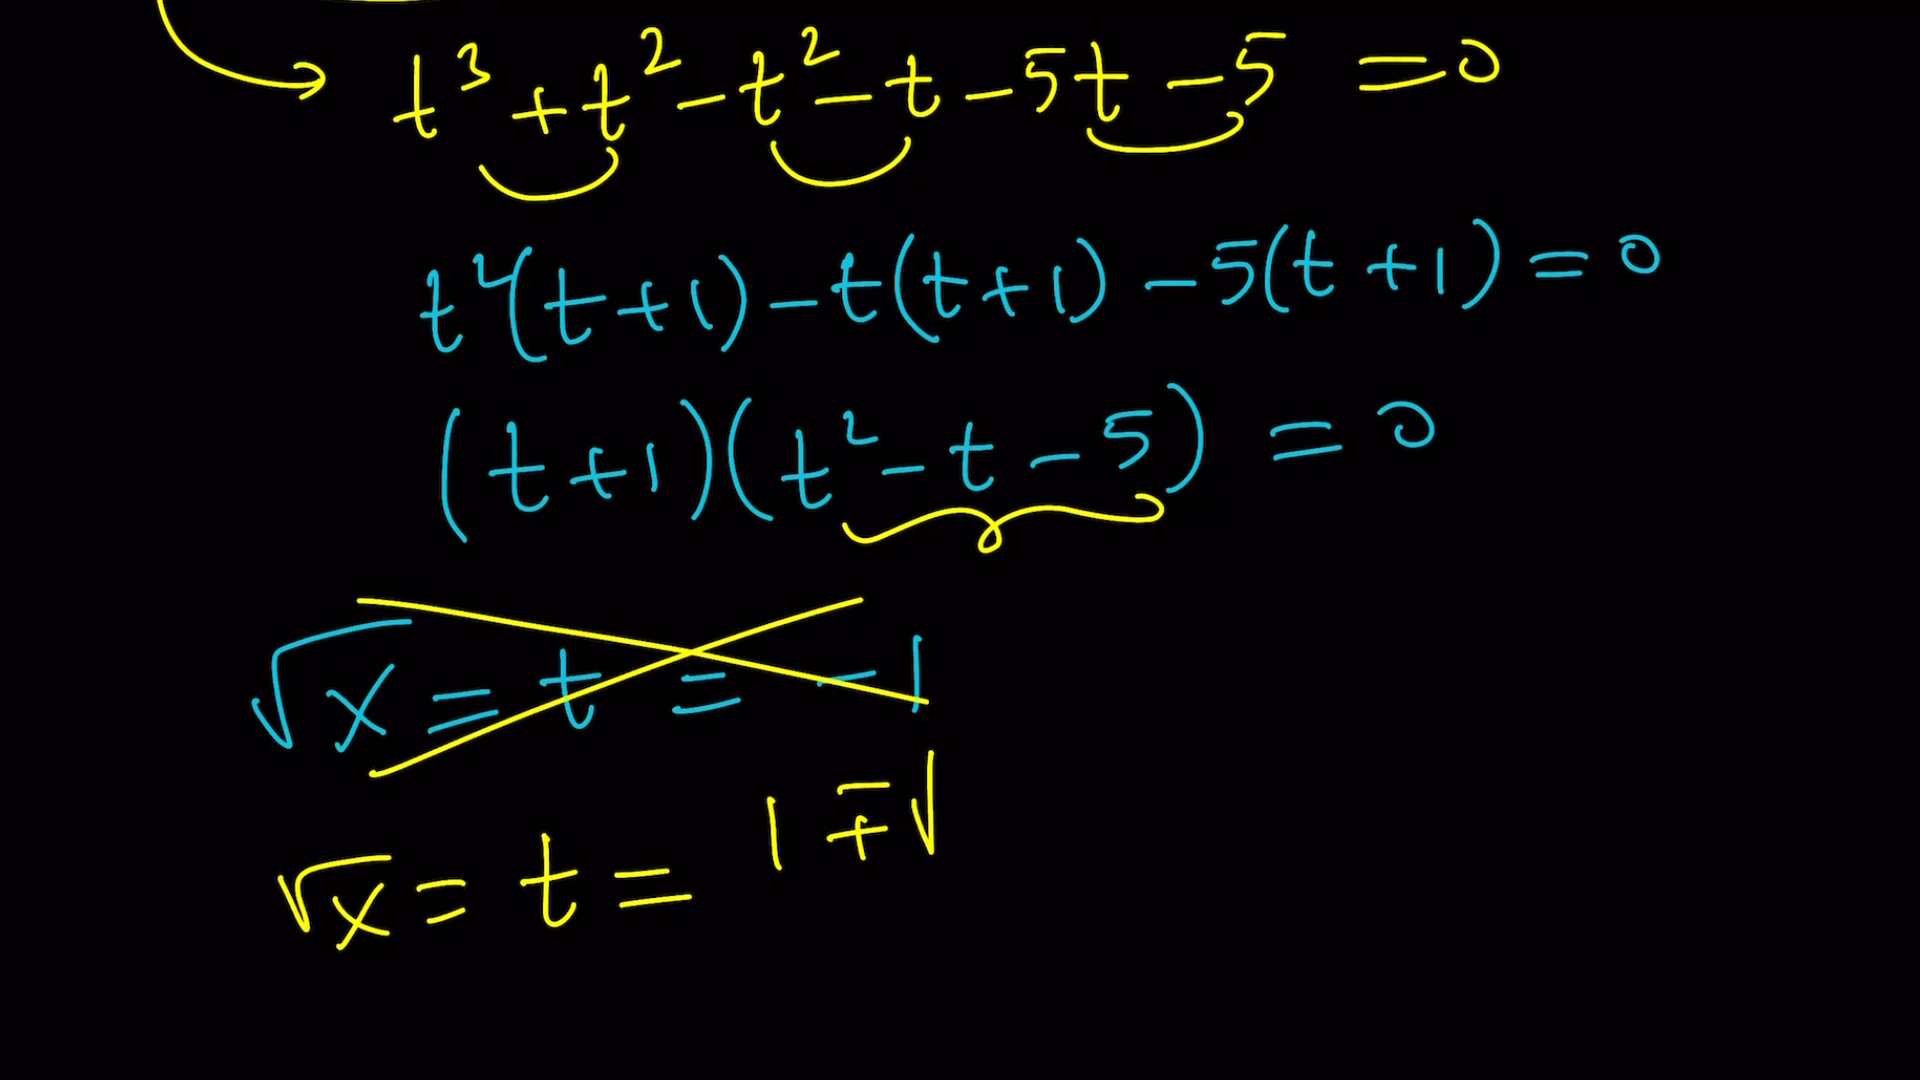 t³ + t² − t² − t − 5t − 5 = 0
t²(t+1) − t(t+1) − 5(t+1) = 0
(t+1)(t² − t − 5) = 0
√x = t = −1
√x = t = 1 ∓ √